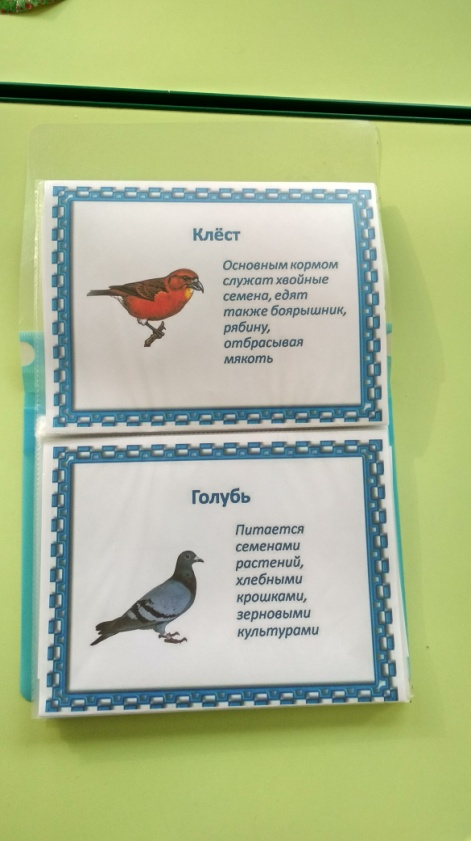 Клёст
Основным кормом
служат хвойные
семена, едят
также боярышник,
рябину,
отбрасывая
мякоть
Голубь
Питается
семенами
растений,
хлебными
крошками,
зерновыми
культурами